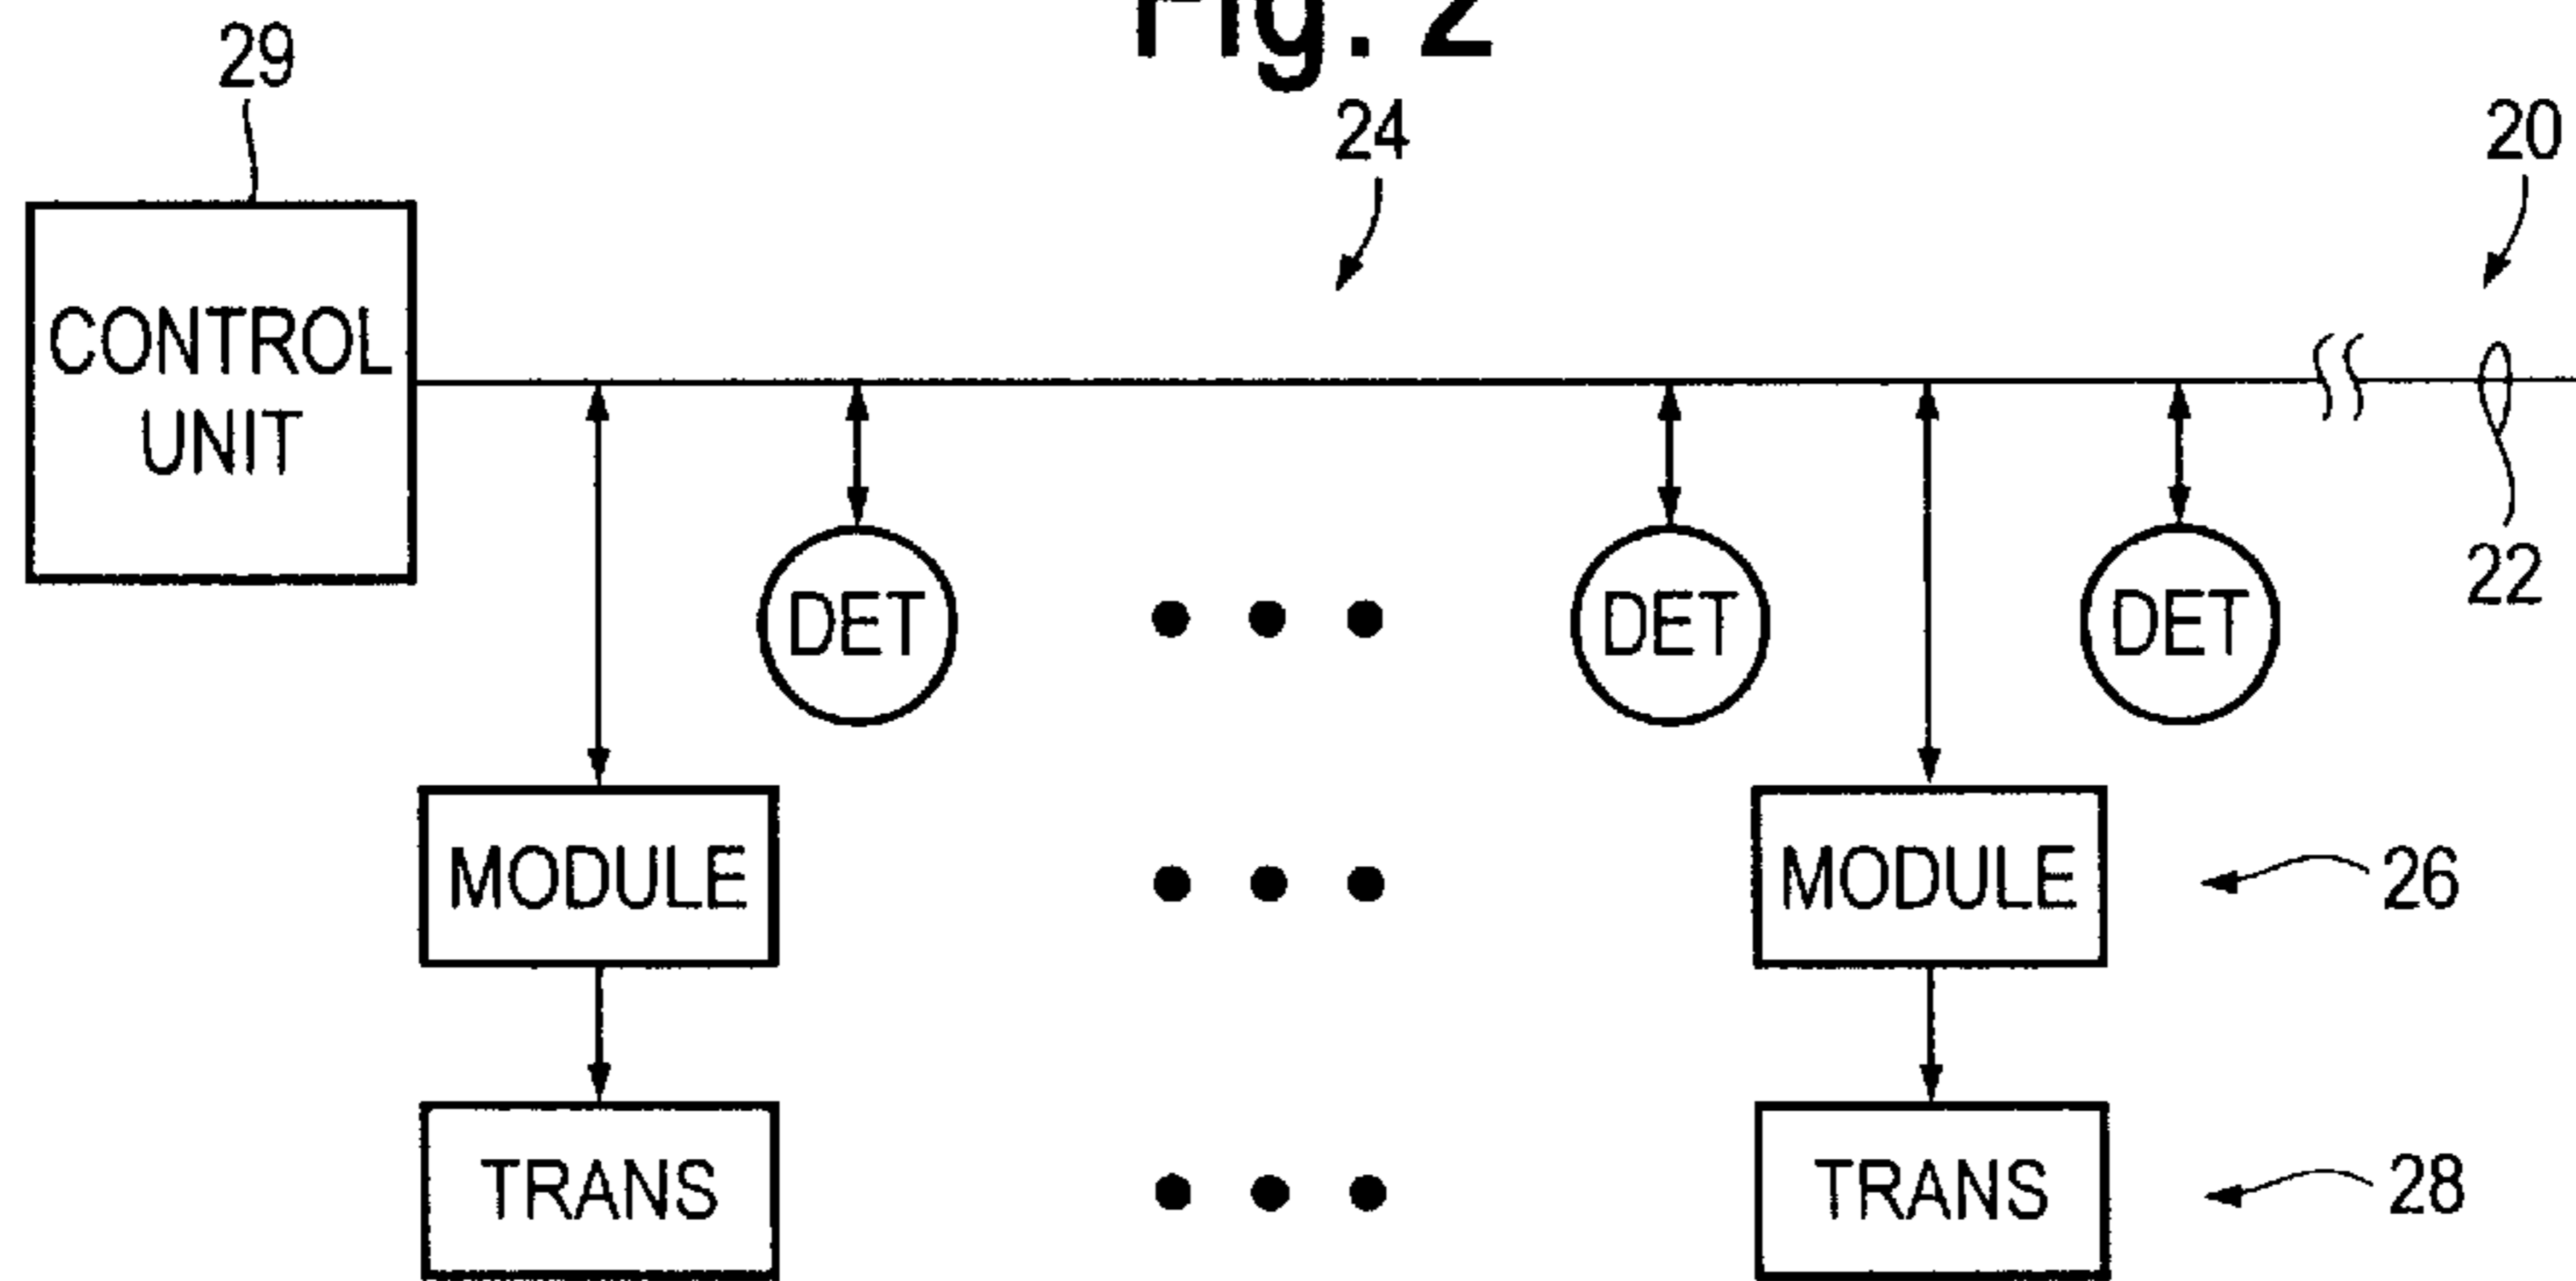 Fig. 2
29
24
20
CONTROL
UNIT
22
DET
DET
DET
MODULE
MODULE
26
TRANS
TRANS
28